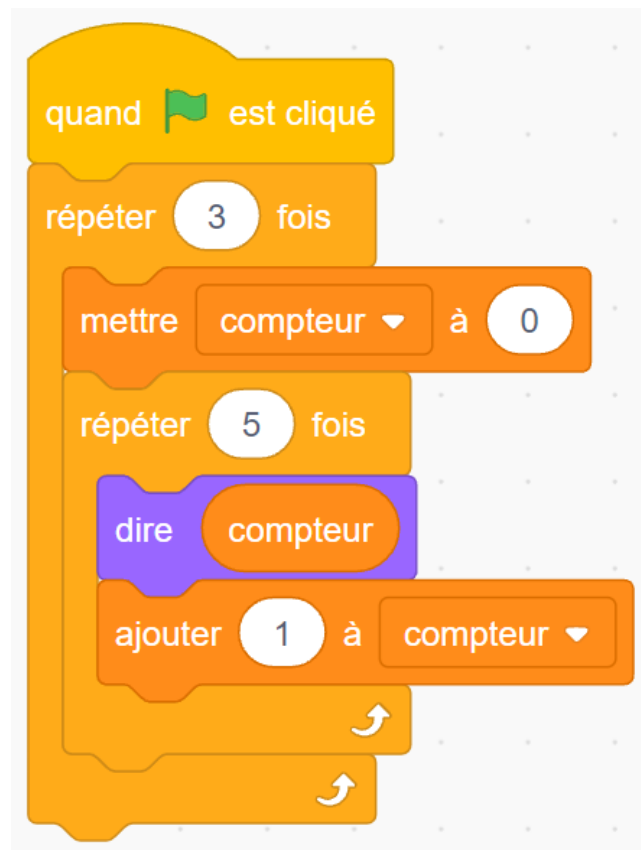 quand est cliqué
répéter 3 fois
mettre compteur à 0
répéter 5 fois
dire compteur
ajouter 1 à compteur